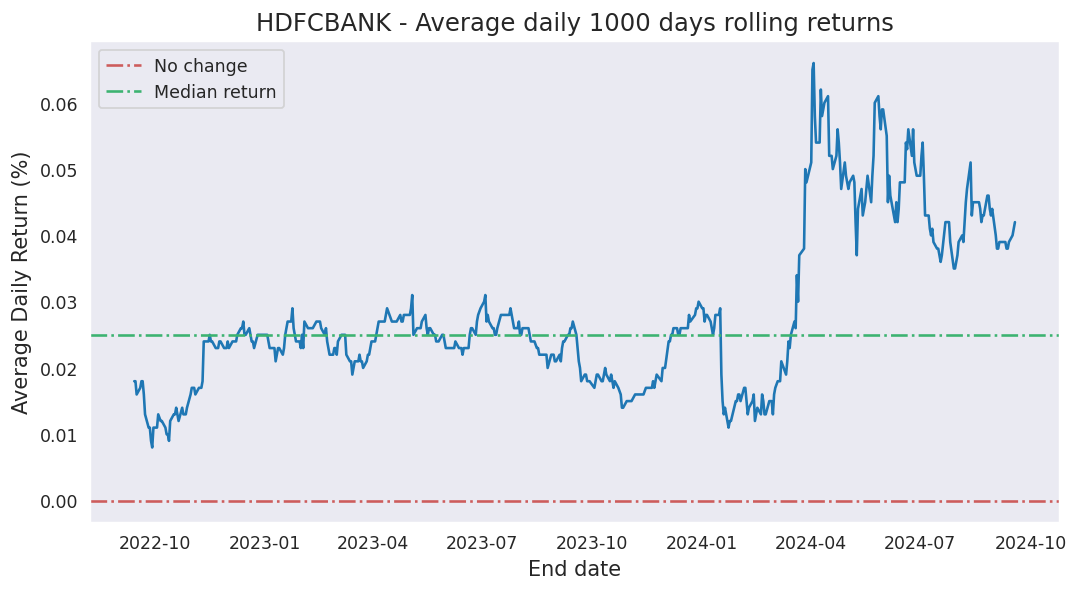 HDFCBANK - Average daily 1000 days rolling returns
No change
Median return
Average Daily Return (%)
0.06
0.05
0.04
0.03
0.02
0.01
0.00
2022-10 2023-01 2023-04 2023-07 2023-10 2024-01 2024-04 2024-07 2024-10
End date